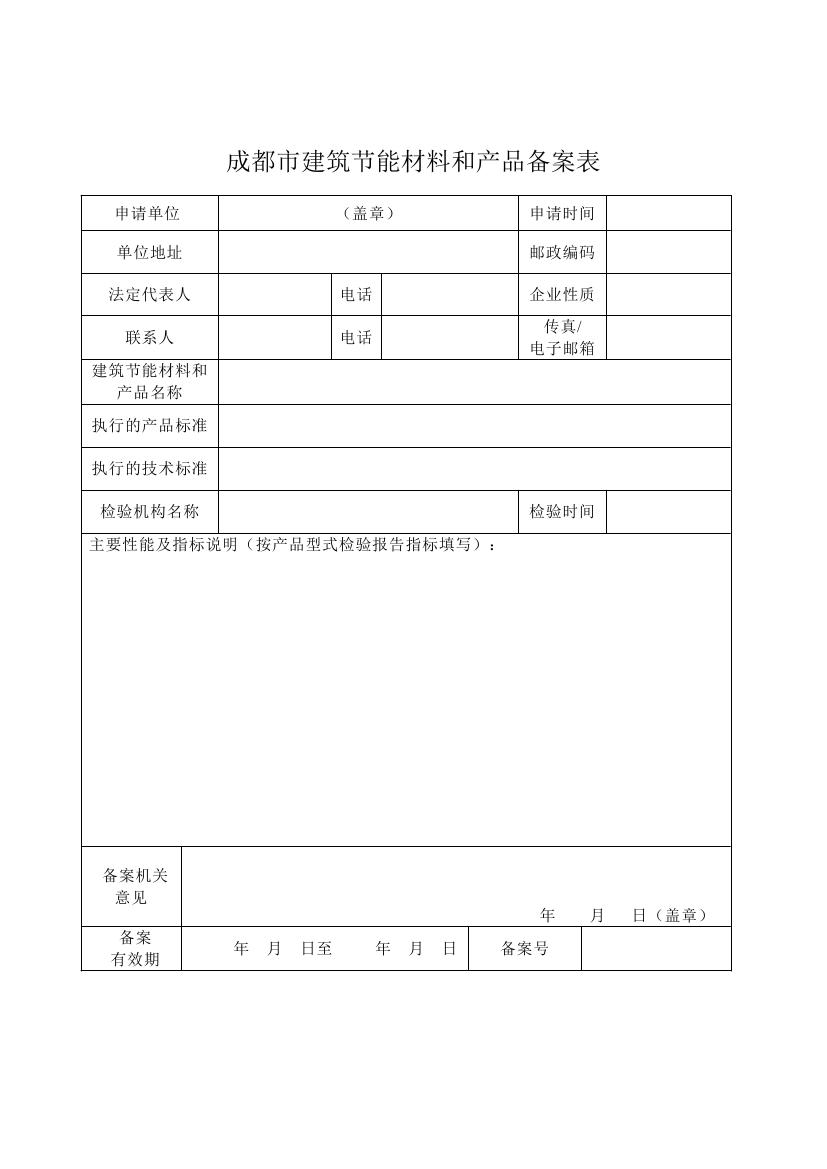 成都市建筑节能材料和产品备案表
申请单位 （盖章） 申请时间
单位地址 邮政编码
法定代表人 电话 企业性质
联系人 电话 传真/
电子邮箱
建筑节能材料和
产品名称
执行的产品标准
执行的技术标准
检验机构名称 检验时间
主要性能及指标说明（按产品型式检验报告指标填写）：
备案机关
意见
年 月 日（盖章）
备案
有效期
年 月 日至 年 月 日 备案号